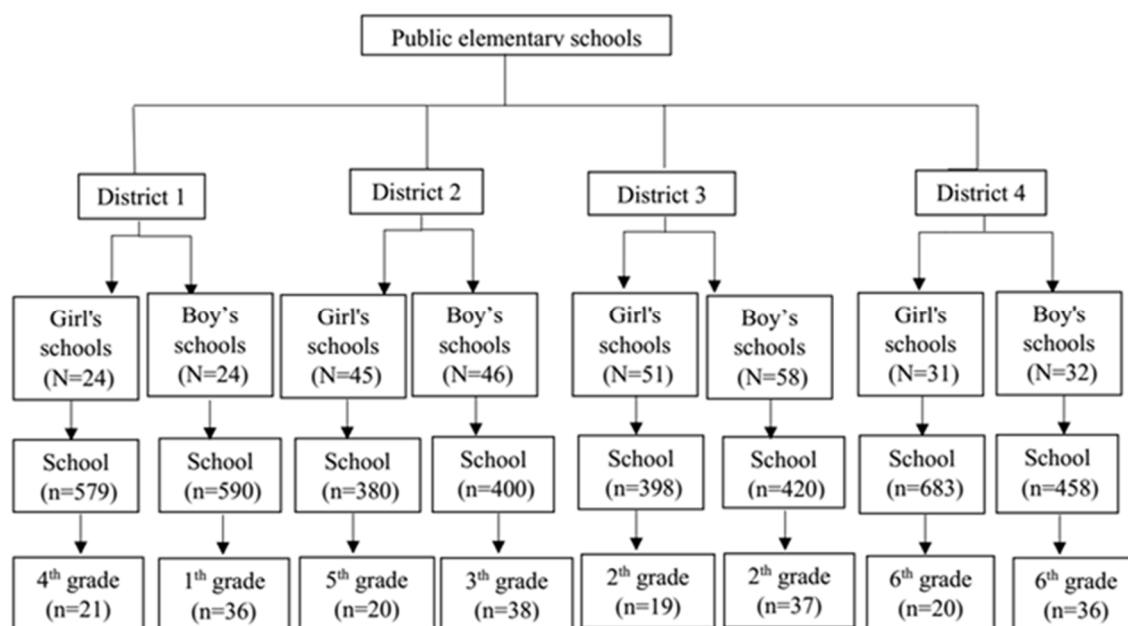 Public elementary schools
District 1
District 2
District 3
District 4
Girl's
schools
(N=24)
Boy’s
schools
(N=24)
Girl's
schools
(N=45)
Boy’s
schools
(N=46)
Girl's
schools
(N=51)
Boy’s
schools
(N=58)
Girl's
schools
(N=31)
Boy's
schools
(N=32)
School
(n=579)
School
(n=590)
School
(n=380)
School
(n=400)
School
(n=398)
School
(n=420)
School
(n=683)
School
(n=458)
4th grade
(n=21)
1th grade
(n=36)
5th grade
(n=20)
3th grade
(n=38)
2th grade
(n=19)
2th grade
(n=37)
6th grade
(n=20)
6th grade
(n=36)